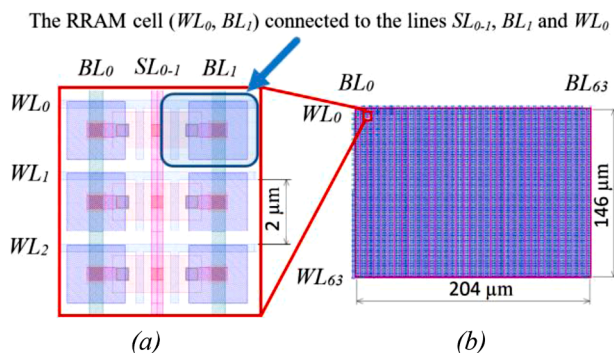 The RRAM cell (WL0, BL1) connected to the lines SL0-1, BL1 and WL0
BL0 SL0-1 BL1
WL0
WL1
WL2
2 µm
(a)
BL0 BL63
WL0
WL63
146 µm
204 µm
(b)